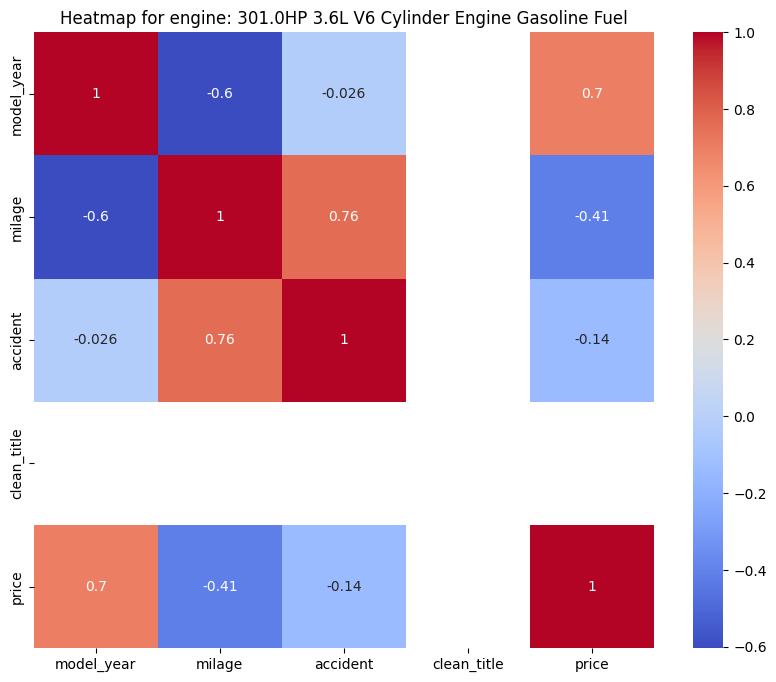 Heatmap for engine: 301.0HP 3.6L V6 Cylinder Engine Gasoline Fuel
model_year
1
-0.6
-0.026
0.7
milage
-0.6
1
0.76
-0.41
accident
-0.026
0.76
1
-0.14
clean_title
price
0.7
-0.41
-0.14
1
model_year
milage
accident
clean_title
price
1.0
0.8
0.6
0.4
0.2
0.0
−0.2
−0.4
−0.6